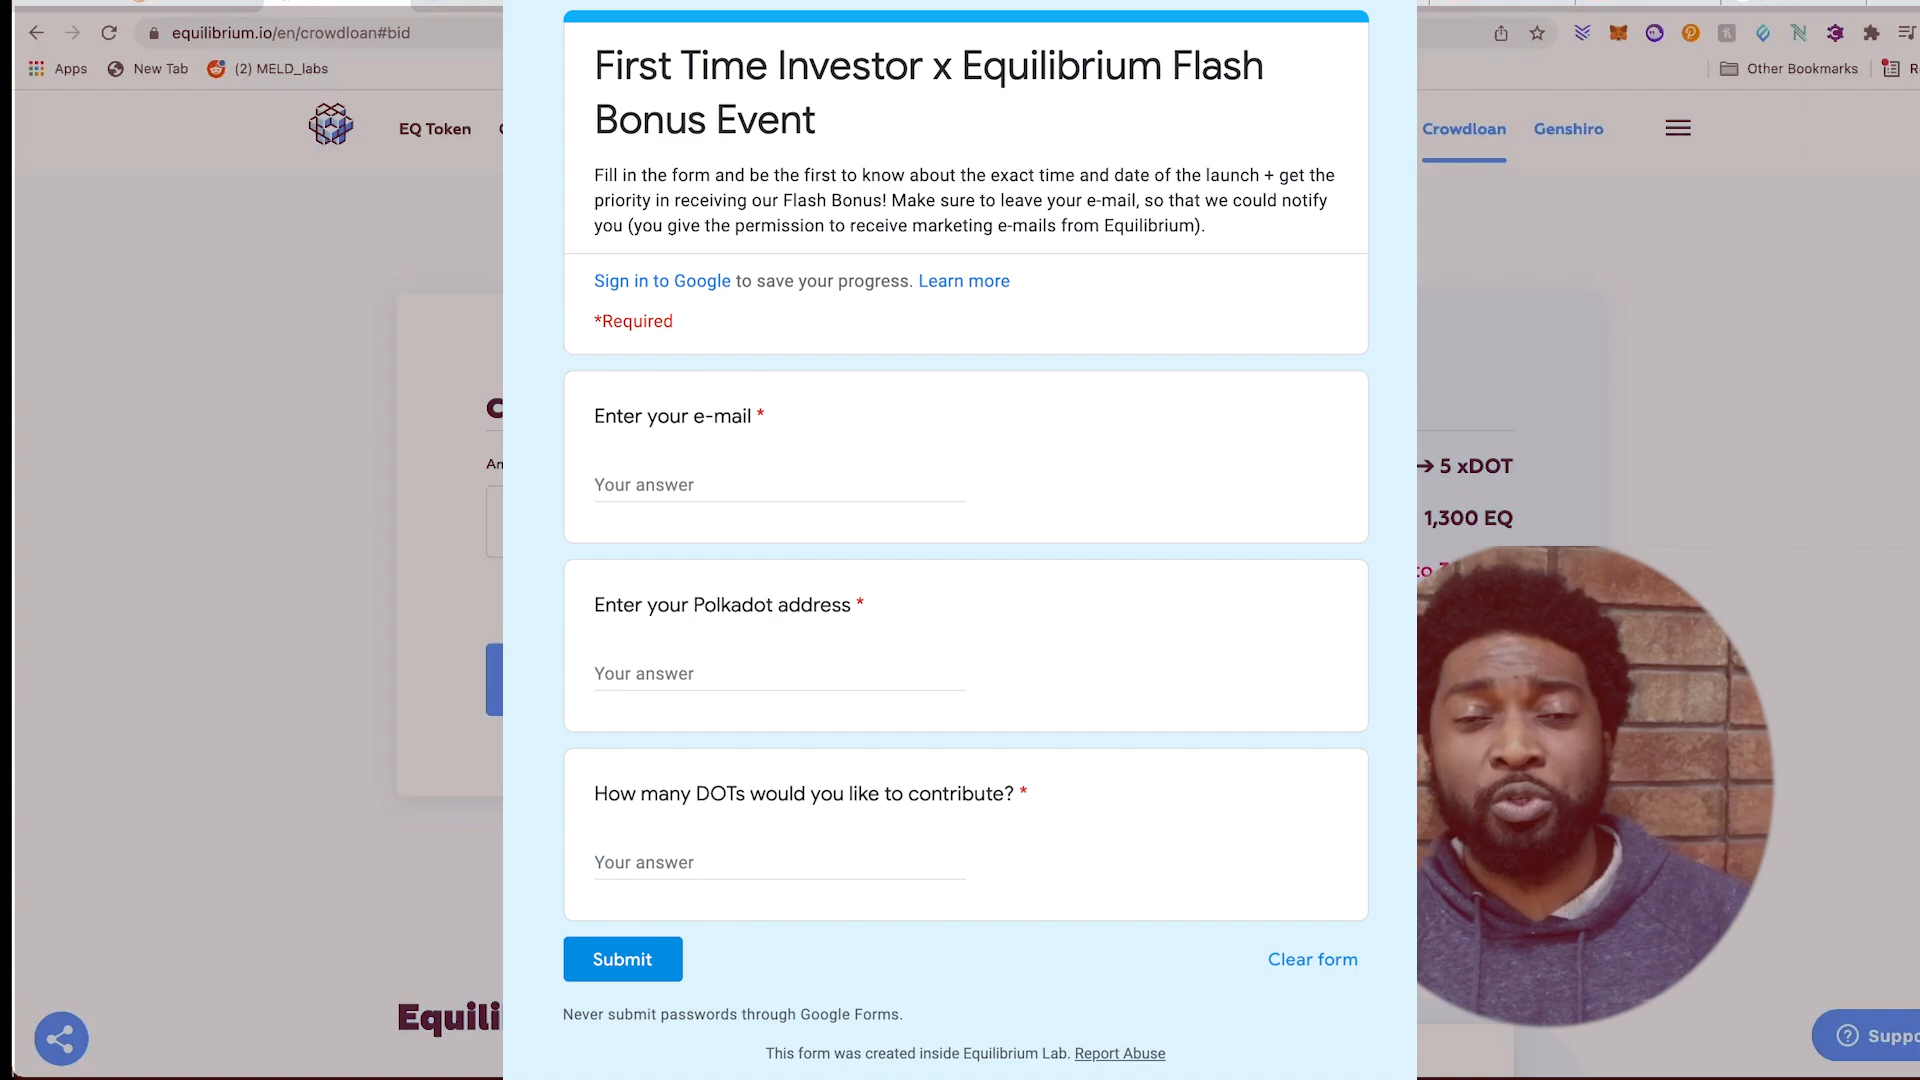 equilibrium.io/en/crowdloan#bid
Apps
New Tab
(2) MELD_labs
Other Bookmarks
EQ Token
Crowdloan
Genshiro
First Time Investor x Equilibrium Flash
Bonus Event
Fill in the form and be the first to know about the exact time and date of the launch + get the
priority in receiving our Flash Bonus! Make sure to leave your e-mail, so that we could notify
you (you give the permission to receive marketing e-mails from Equilibrium).
Sign in to Google to save your progress. Learn more
*Required
Enter your e-mail *
Your answer
→ 5 xDOT
1,300 EQ
Enter your Polkadot address *
Your answer
How many DOTs would you like to contribute? *
Your answer
Submit
Clear form
Never submit passwords through Google Forms.
This form was created inside Equilibrium Lab. Report Abuse